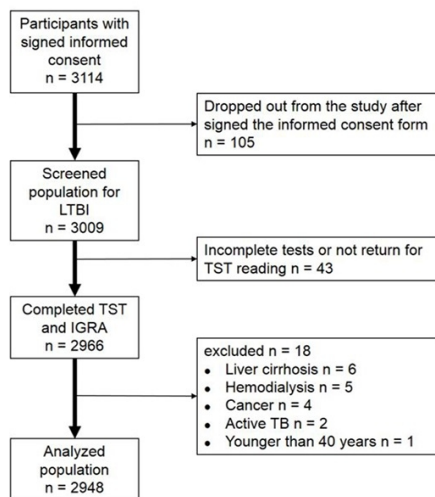 Participants with
signed informed
consent
n = 3114
Dropped out from the study after
signed the informed consent form
n = 105
Screened
population for
LTBI
n = 3009
Incomplete tests or not return for
TST reading n = 43
Completed TST
and IGRA
n = 2966
excluded n = 18
• Liver cirrhosis n = 6
• Hemodialysis n = 5
• Cancer n = 4
• Active TB n = 2
• Younger than 40 years n = 1
Analyzed
population
n = 2948